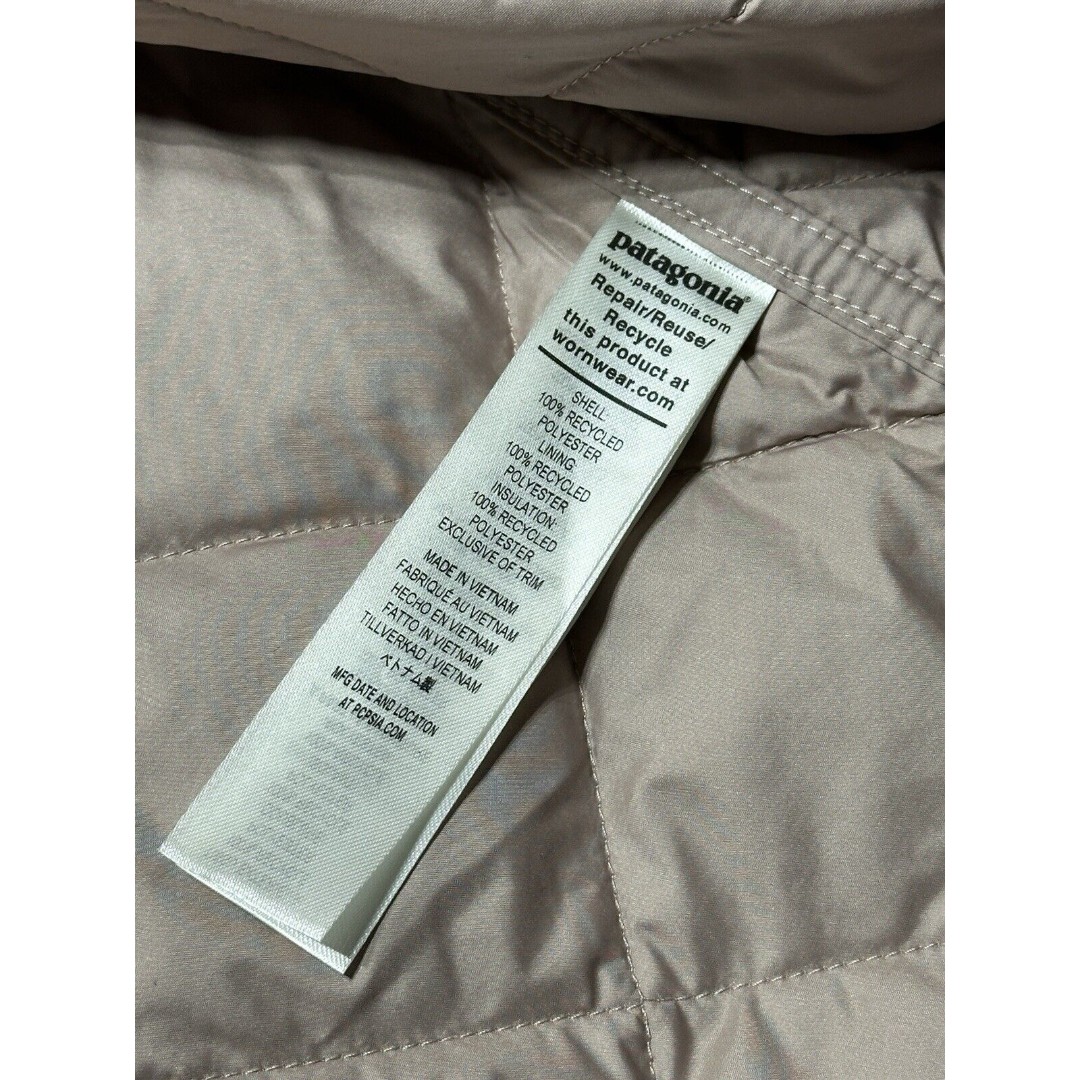 patagonia®
www.patagonia.com
Repair/Reuse/
Recycle
this product at
wornwear.com
SHELL:
100% RECYCLED
POLYESTER
LINING:
100% RECYCLED
POLYESTER
INSULATION:
100% RECYCLED
POLYESTER
EXCLUSIVE OF TRIM
MADE IN VIETNAM
FABRIQUÉ AU VIETNAM
HECHO EN VIETNAM
FATTO IN VIETNAM
TILLVERKAD I VIETNAM
ベトナム製
MFG DATE AND LOCATION
AT PCPSIA.COM